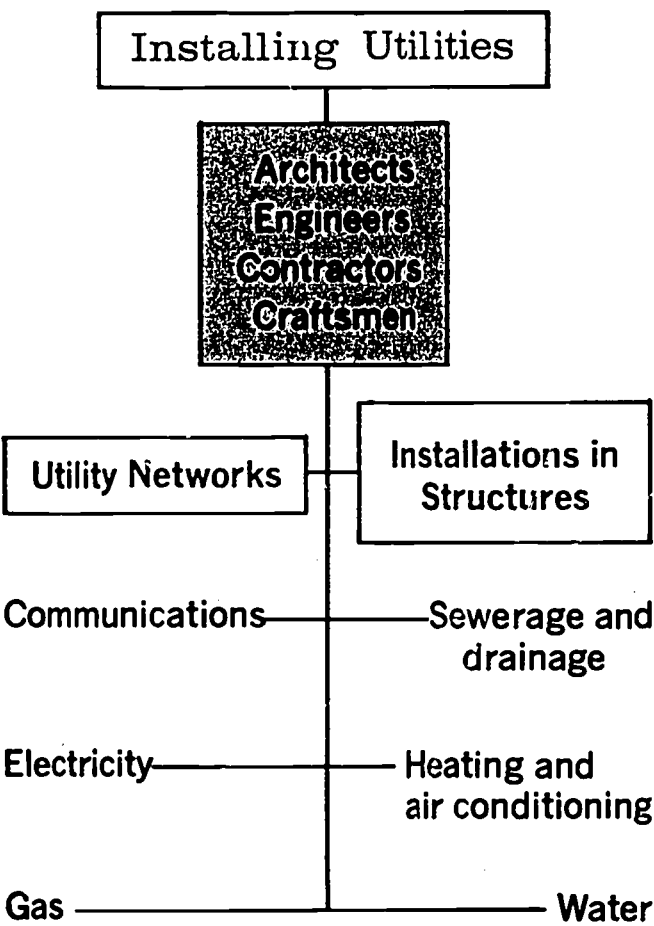 Installing Utilities
Architects
Engineers
Contractors
Craftsmen
Utility Networks
Installations in
Structures
Communications
Sewerage and
drainage
Electricity
Heating and
air conditioning
Gas
Water